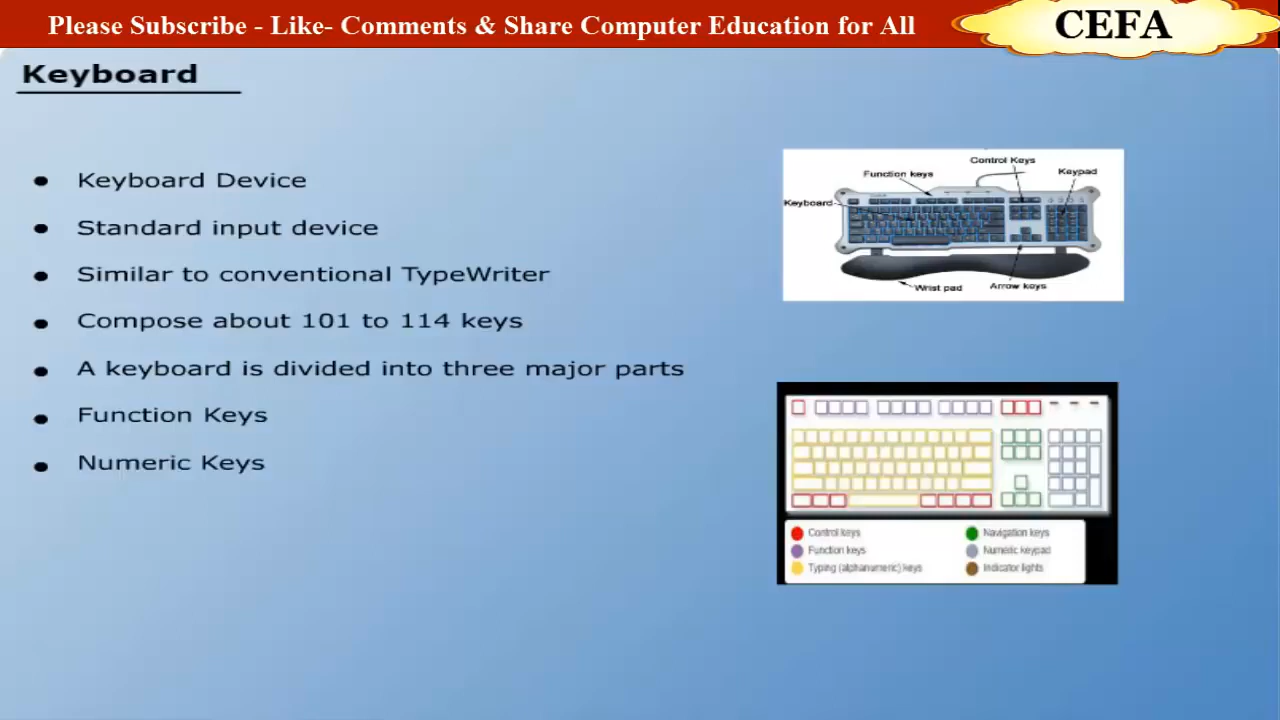 Please Subscribe - Like- Comments & Share Computer Education for All
CEFA
Keyboard
Keyboard Device
Standard input device
Similar to conventional TypeWriter
Compose about 101 to 114 keys
A keyboard is divided into three major parts
Function Keys
Numeric Keys
Control Keys
Function keys
Keypad
Keyboard
Wrist pad
Arrow keys
Control keys
Navigation keys
Function keys
Numeric keypad
Typing (alphanumeric) keys
Indicator lights